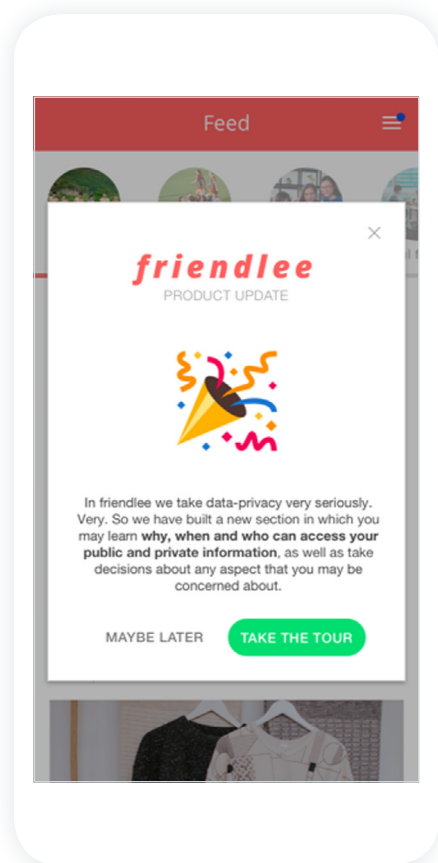 Feed
friendlee
PRODUCT UPDATE
In friendlee we take data-privacy very seriously.
Very. So we have built a new section in which you
may learn why, when and who can access your
public and private information, as well as take
decisions about any aspect that you may be
concerned about.
MAYBE LATER
TAKE THE TOUR